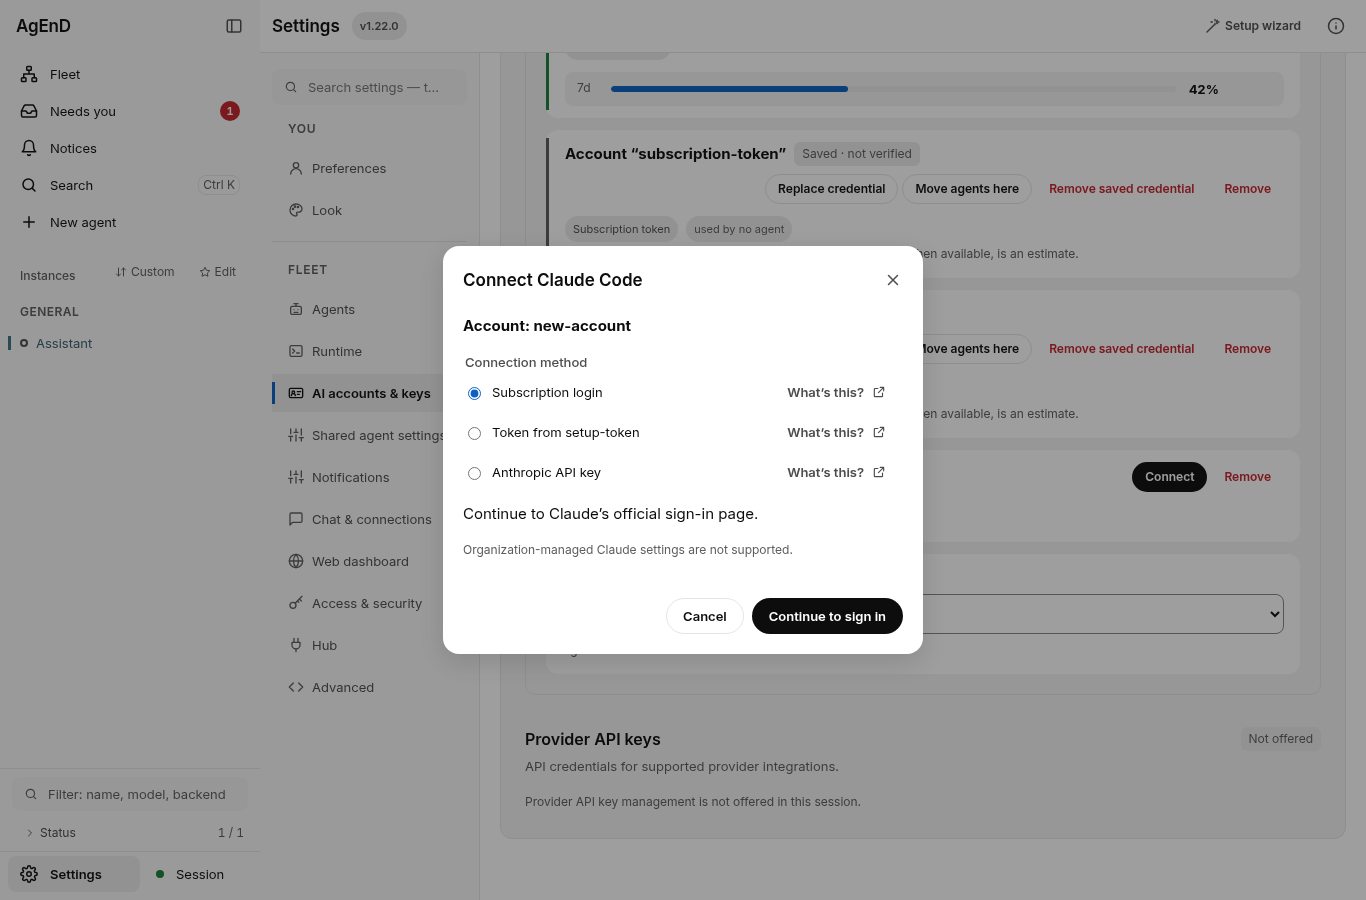 AgEnD
Fleet
Needs you
1
Notices
Search
Ctrl K
New agent
Instances
Custom
Edit
GENERAL
Assistant
Filter: name, model, backend
Status
1 / 1
Settings
Session
Settings
v1.22.0
Setup wizard
Search settings — t...
YOU
Preferences
Look
FLEET
Agents
Runtime
AI accounts & keys
Shared agent settings
Notifications
Chat & connections
Web dashboard
Access & security
Hub
Advanced
7d
42%
Account “subscription-token”
Saved · not verified
Replace credential
Move agents here
Remove saved credential
Remove
Subscription token
used by no agent
en available, is an estimate.
Move agents here
Remove saved credential
Remove
en available, is an estimate.
Connect
Remove
Connect Claude Code
Account: new-account
Connection method
Subscription login
What’s this?
Token from setup-token
What’s this?
Anthropic API key
What’s this?
Continue to Claude’s official sign-in page.
Organization-managed Claude settings are not supported.
Cancel
Continue to sign in
Provider API keys
Not offered
API credentials for supported provider integrations.
Provider API key management is not offered in this session.